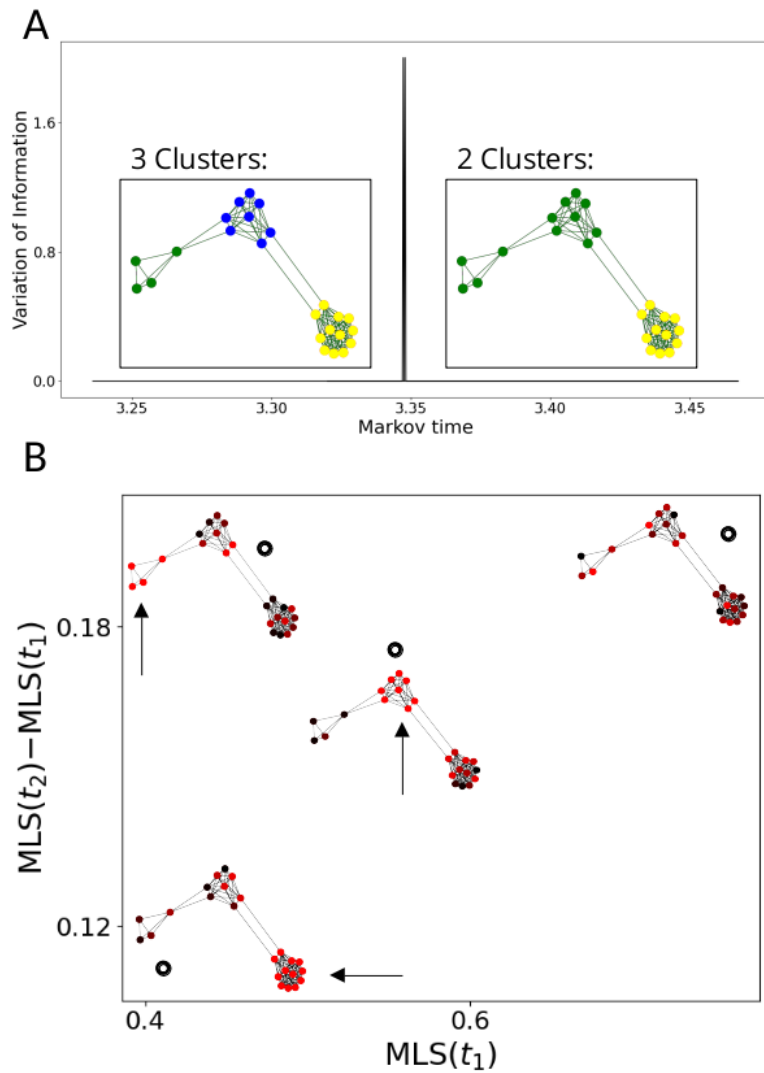 A
Variation of Information
1.6
0.8
0.0
3 Clusters:
2 Clusters:
3.25
3.30
3.35
3.40
3.45
Markov time
B
MLS(t₂)−MLS(t₁)
0.18
0.12
0.4
0.6
MLS(t₁)